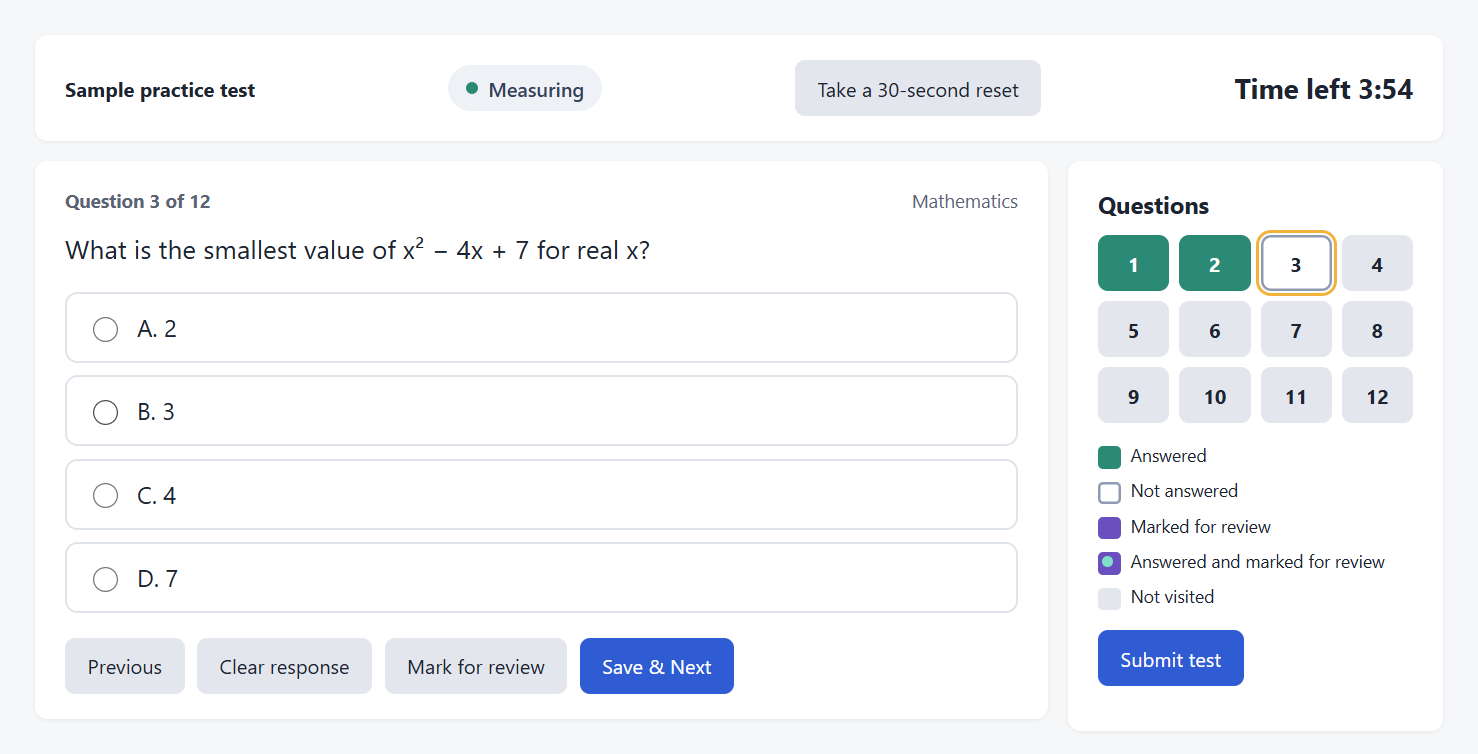 Sample practice test
Measuring
Take a 30-second reset
Time left 3:54
Question 3 of 12
Mathematics
What is the smallest value of x² − 4x + 7 for real x?
A. 2
B. 3
C. 4
D. 7
Previous
Clear response
Mark for review
Save & Next
Questions
1 2 3 4
5 6 7 8
9 10 11 12
Answered
Not answered
Marked for review
Answered and marked for review
Not visited
Submit test